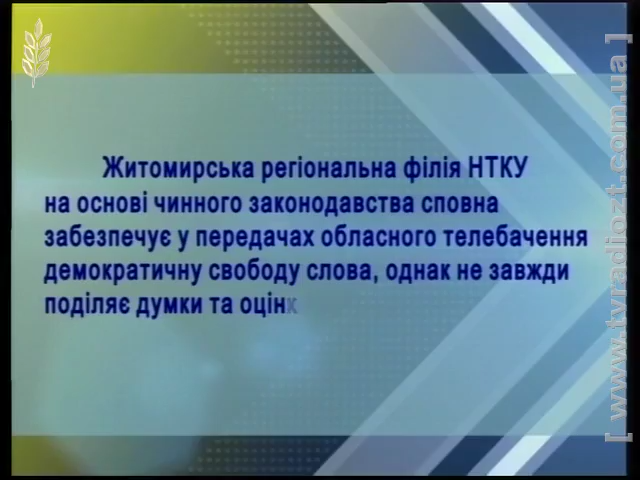 Житомирська регіональна філія НТКУ
на основі чинного законодавства сповна
забезпечує у передачах обласного телебачення
демократичну свободу слова, однак не завжди
поділяє думки та оцінк
[ www.tvradiozt.com.ua ]